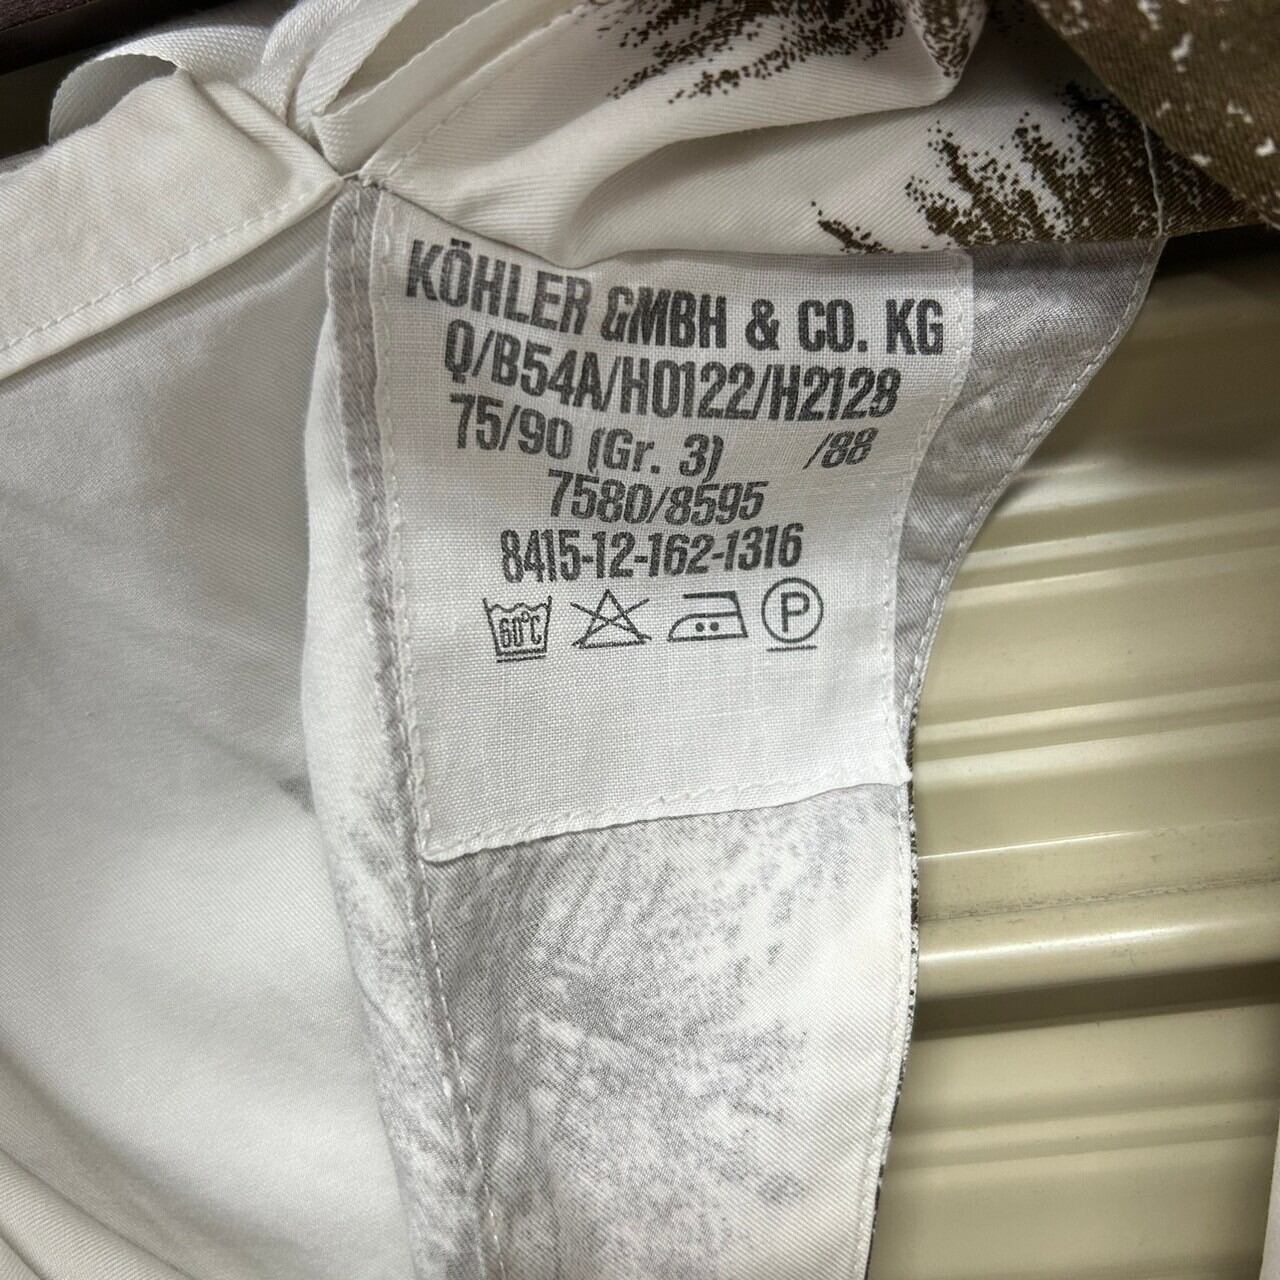 KÖHLER GMBH & CO. KG
Q/B54A/H0122/H2128
75/90 (Gr. 3) /88
7580/8595
8415-12-162-1316
60°C P